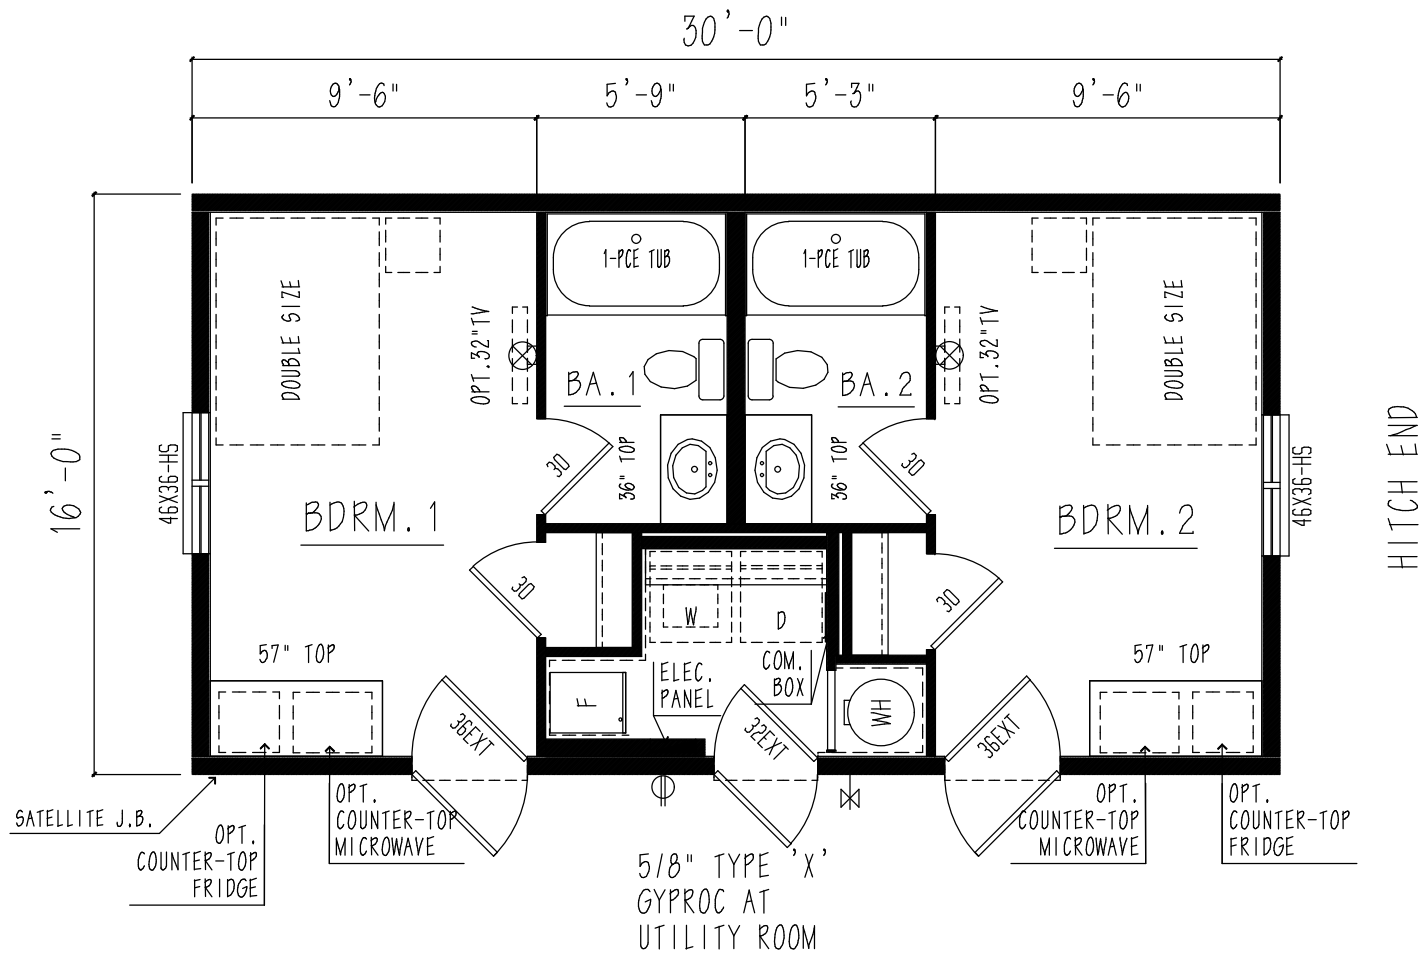 30'-0"
9'-6"
5'-9"
5'-3"
9'-6"
16'-0"
DOUBLE SIZE
OPT.32"TV
1-PCE TUB
1-PCE TUB
OPT.32"TV
DOUBLE SIZE
BA. 1
BA. 2
46X36-HS
30
36" TOP
36" TOP
30
46X36-HS
HITCH END
BDRM. 1
BDRM. 2
30
W
D
30
57" TOP
ELEC.
PANEL
COM.
BOX
57" TOP
F
WH
36EXT
32EXT
36EXT
SATELLITE J.B.
OPT.
COUNTER-TOP
FRIDGE
OPT.
COUNTER-TOP
MICROWAVE
OPT.
COUNTER-TOP
MICROWAVE
OPT.
COUNTER-TOP
FRIDGE
5/8" TYPE 'X'
GYPROC AT
UTILITY ROOM